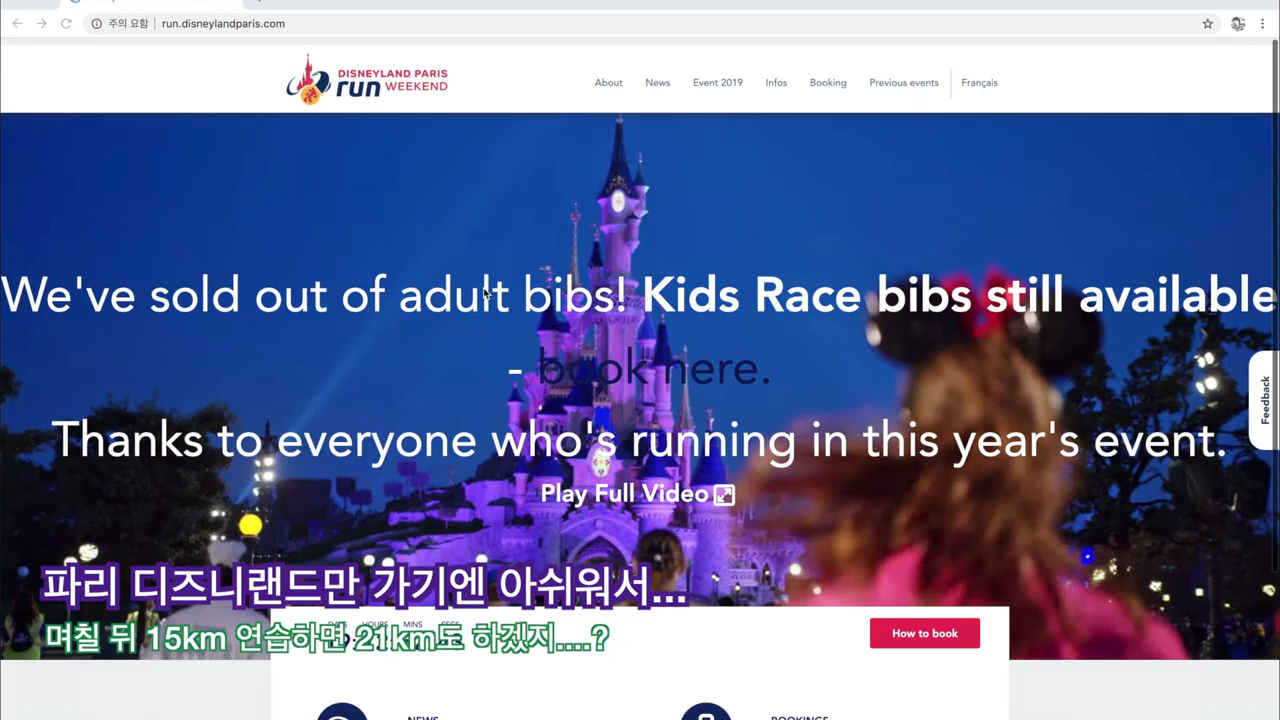 주의 요함
run.disneylandparis.com
DISNEYLAND PARIS
run WEEKEND
About
News
Event 2019
Infos
Booking
Previous events
Français
We've sold out of adult bibs! Kids Race bibs still available
- book here.
Thanks to everyone who's running in this year's event.
Play Full Video
Feedback
파리 디즈니랜드만 가기엔 아쉬워서...
HOURS
MINS
며칠 뒤 15km 연습하면 21km도 하겠지....?
How to book
NEWS
BOOKINGS